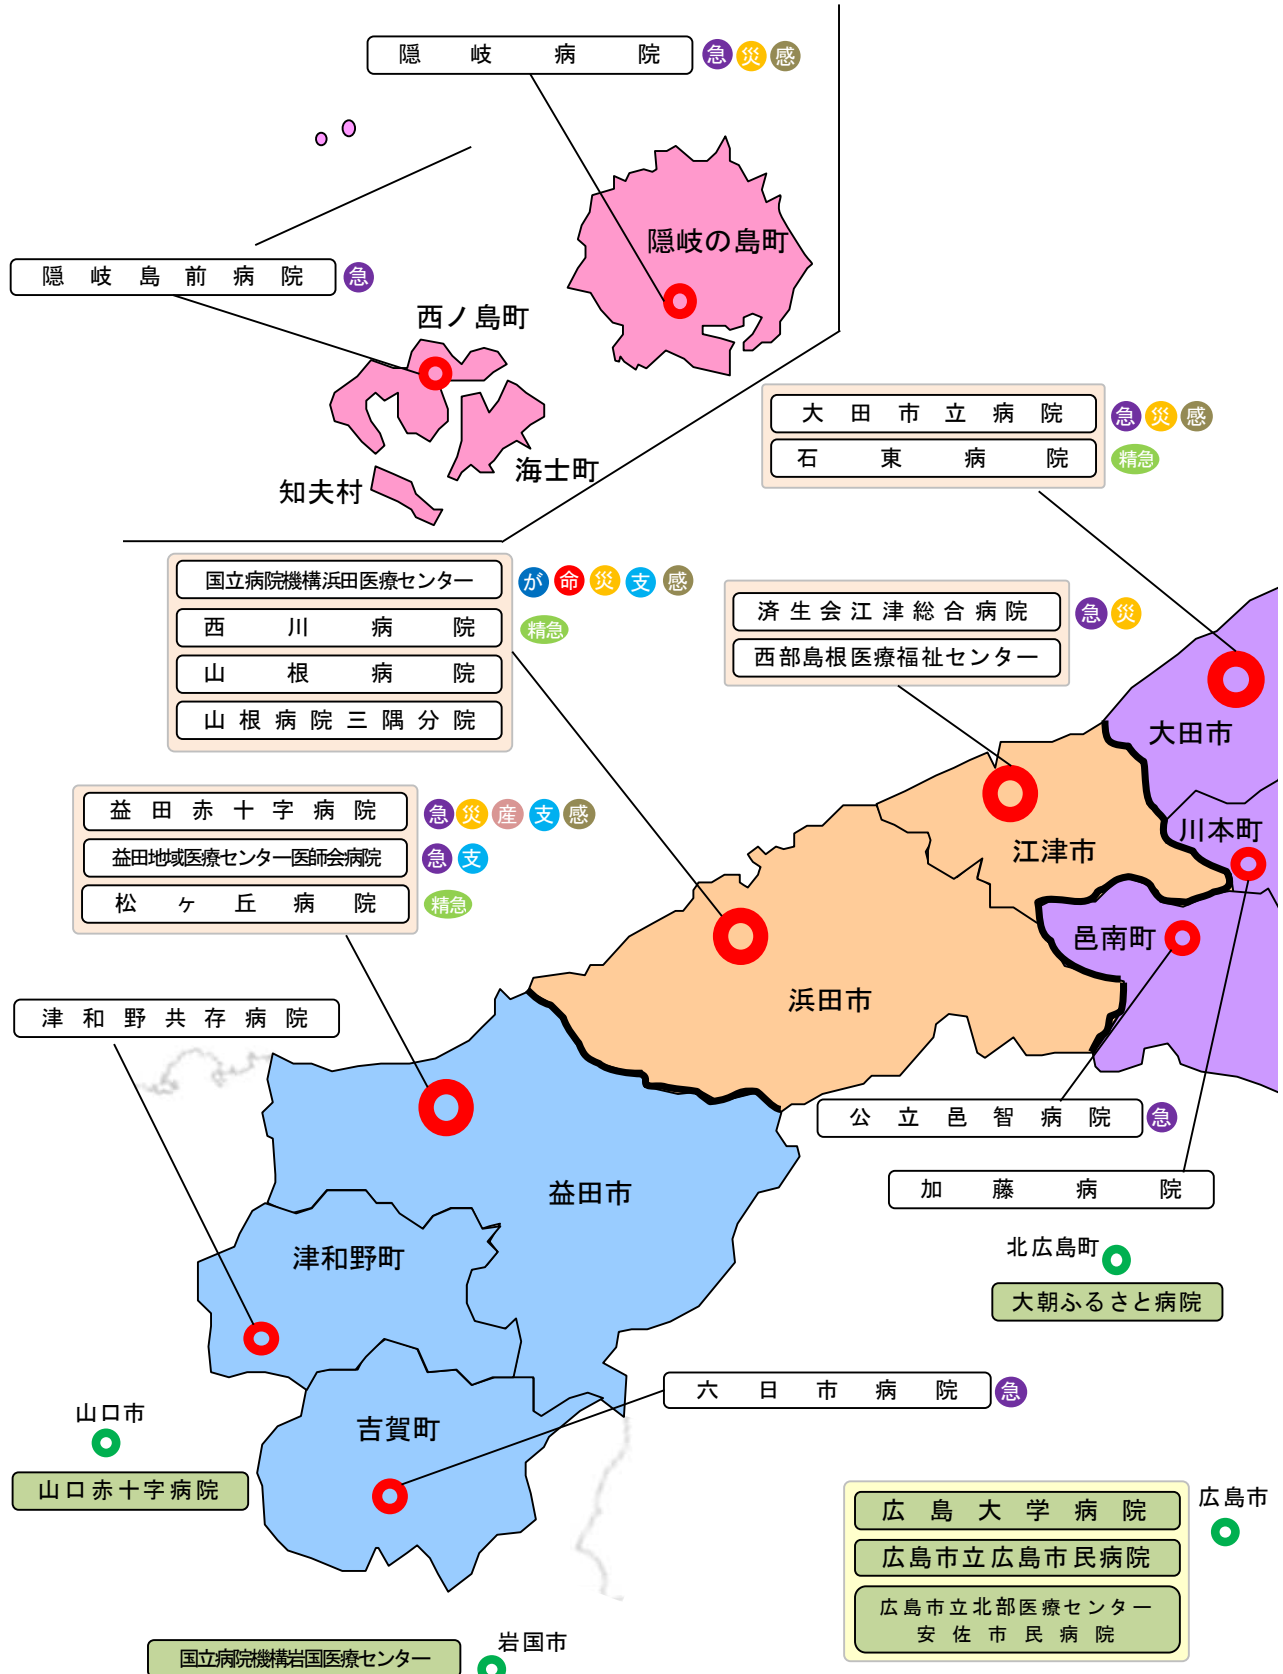 隠岐病院 急 災 感
隠岐の島町
隠岐島前病院 急
西ノ島町
海士町
知夫村
大田市立病院 急 災 感
石東病院 精急
国立病院機構浜田医療センター が 命 災 支 感
西川病院 精急
山根病院
山根病院三隅分院
済生会江津総合病院 急 災
西部島根医療福祉センター
大田市
川本町
江津市
益田赤十字病院 急 災 産 支 感
益田地域医療センター医師会病院 急 支
松ヶ丘病院 精急
邑南町
浜田市
津和野共存病院
公立邑智病院 急
加藤病院
益田市
津和野町
北広島町
大朝ふるさと病院
六日市病院 急
吉賀町
山口市
山口赤十字病院
広島市
広島大学病院
広島市立広島市民病院
広島市立北部医療センター
安佐市民病院
岩国市
国立病院機構岩国医療センター